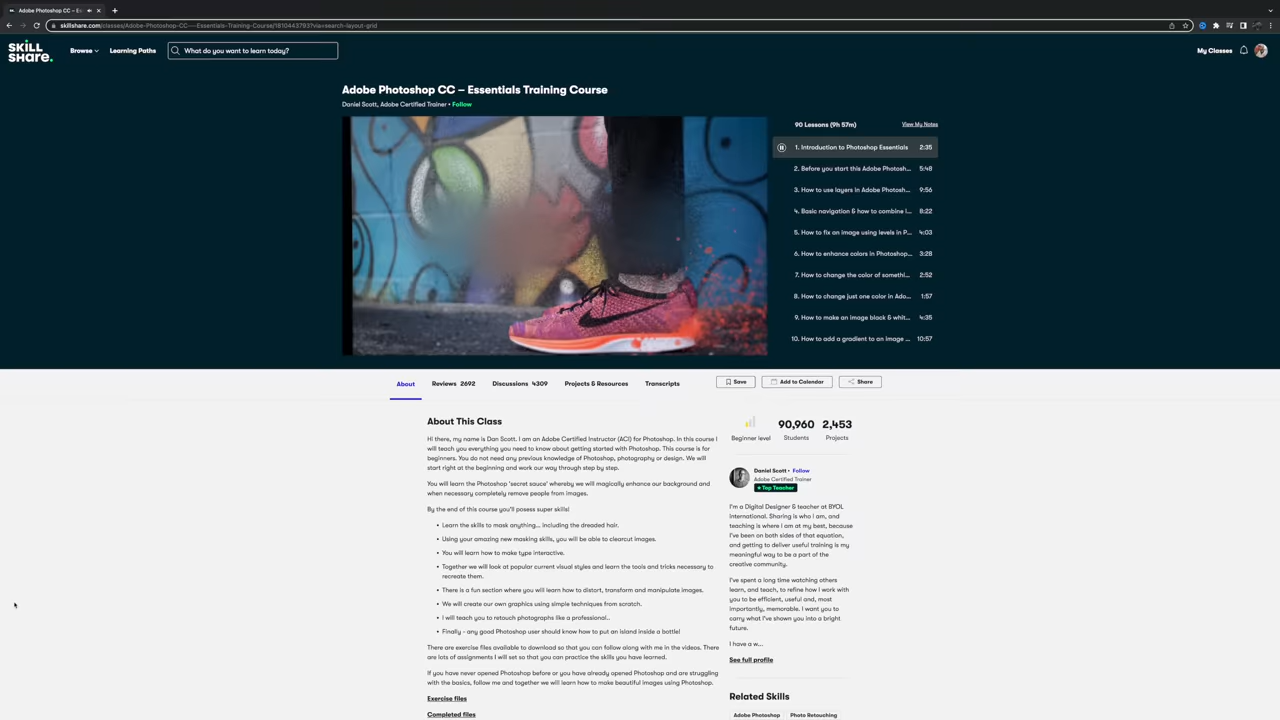 Adobe Photoshop CC – Es
skillshare.com/classes/Adobe-Photoshop-CC---Essentials-Training-Course/1810443793?via=search-layout-grid
SKILL
SHARE.
Browse
Learning Paths
What do you want to learn today?
My Classes
Adobe Photoshop CC – Essentials Training Course
Daniel Scott, Adobe Certified Trainer • Follow
90 Lessons (9h 57m)
View My Notes
1. Introduction to Photoshop Essentials 2:35
2. Before you start this Adobe Photosh... 5:48
3. How to use layers in Adobe Photosh... 9:56
4. Basic navigation & how to combine i... 8:22
5. How to fix an image using levels in P... 4:03
6. How to enhance colors in Photoshop... 3:28
7. How to change the color of somethi... 2:52
8. How to change just one color in Ado... 1:57
9. How to make an image black & whit... 4:35
10. How to add a gradient to an image ... 10:57
About
Reviews 2692
Discussions 4309
Projects & Resources
Transcripts
Save
Add to Calendar
Share
About This Class
Hi there, my name is Dan Scott. I am an Adobe Certified Instructor (ACI) for Photoshop. In this course I
will teach you everything you need to know about getting started with Photoshop. This course is for
beginners. You do not need any previous knowledge of Photoshop, photography or design. We will
start right at the beginning and work our way through step by step.
You will learn the Photoshop 'secret sauce' whereby we will magically enhance our background and
when necessary completely remove people from images.
By the end of this course you'll posess super skills!
• Learn the skills to mask anything... including the dreaded hair.
• Using your amazing new masking skills, you will be able to clearcut images.
• You will learn how to make type interactive.
• Together we will look at popular current visual styles and learn the tools and tricks necessary to
recreate them.
• There is a fun section where you will learn how to distort, transform and manipulate images.
• We will create our own graphics using simple techniques from scratch.
• I will teach you to retouch photographs like a professional..
• Finally - any good Photoshop user should know how to put an island inside a bottle!
There are exercise files available to download so that you can follow along with me in the videos. There
are lots of assignments I will set so that you can practice the skills you have learned.
If you have never opened Photoshop before or you have already opened Photoshop and are struggling
with the basics, follow me and together we will learn how to make beautiful images using Photoshop.
Exercise files
Completed files
90,960
2,453
Beginner level
Students
Projects
Daniel Scott • Follow
Adobe Certified Trainer
★ Top Teacher
I'm a Digital Designer & teacher at BYOL
international. Sharing is who I am, and
teaching is where I am at my best, because
I've been on both sides of that equation,
and getting to deliver useful training is my
meaningful way to be a part of the
creative community.
I've spent a long time watching others
learn, and teach, to refine how I work with
you to be efficient, useful and, most
importantly, memorable. I want you to
carry what I've shown you into a bright
future.
I have a w...
See full profile
Related Skills
Adobe Photoshop
Photo Retouching